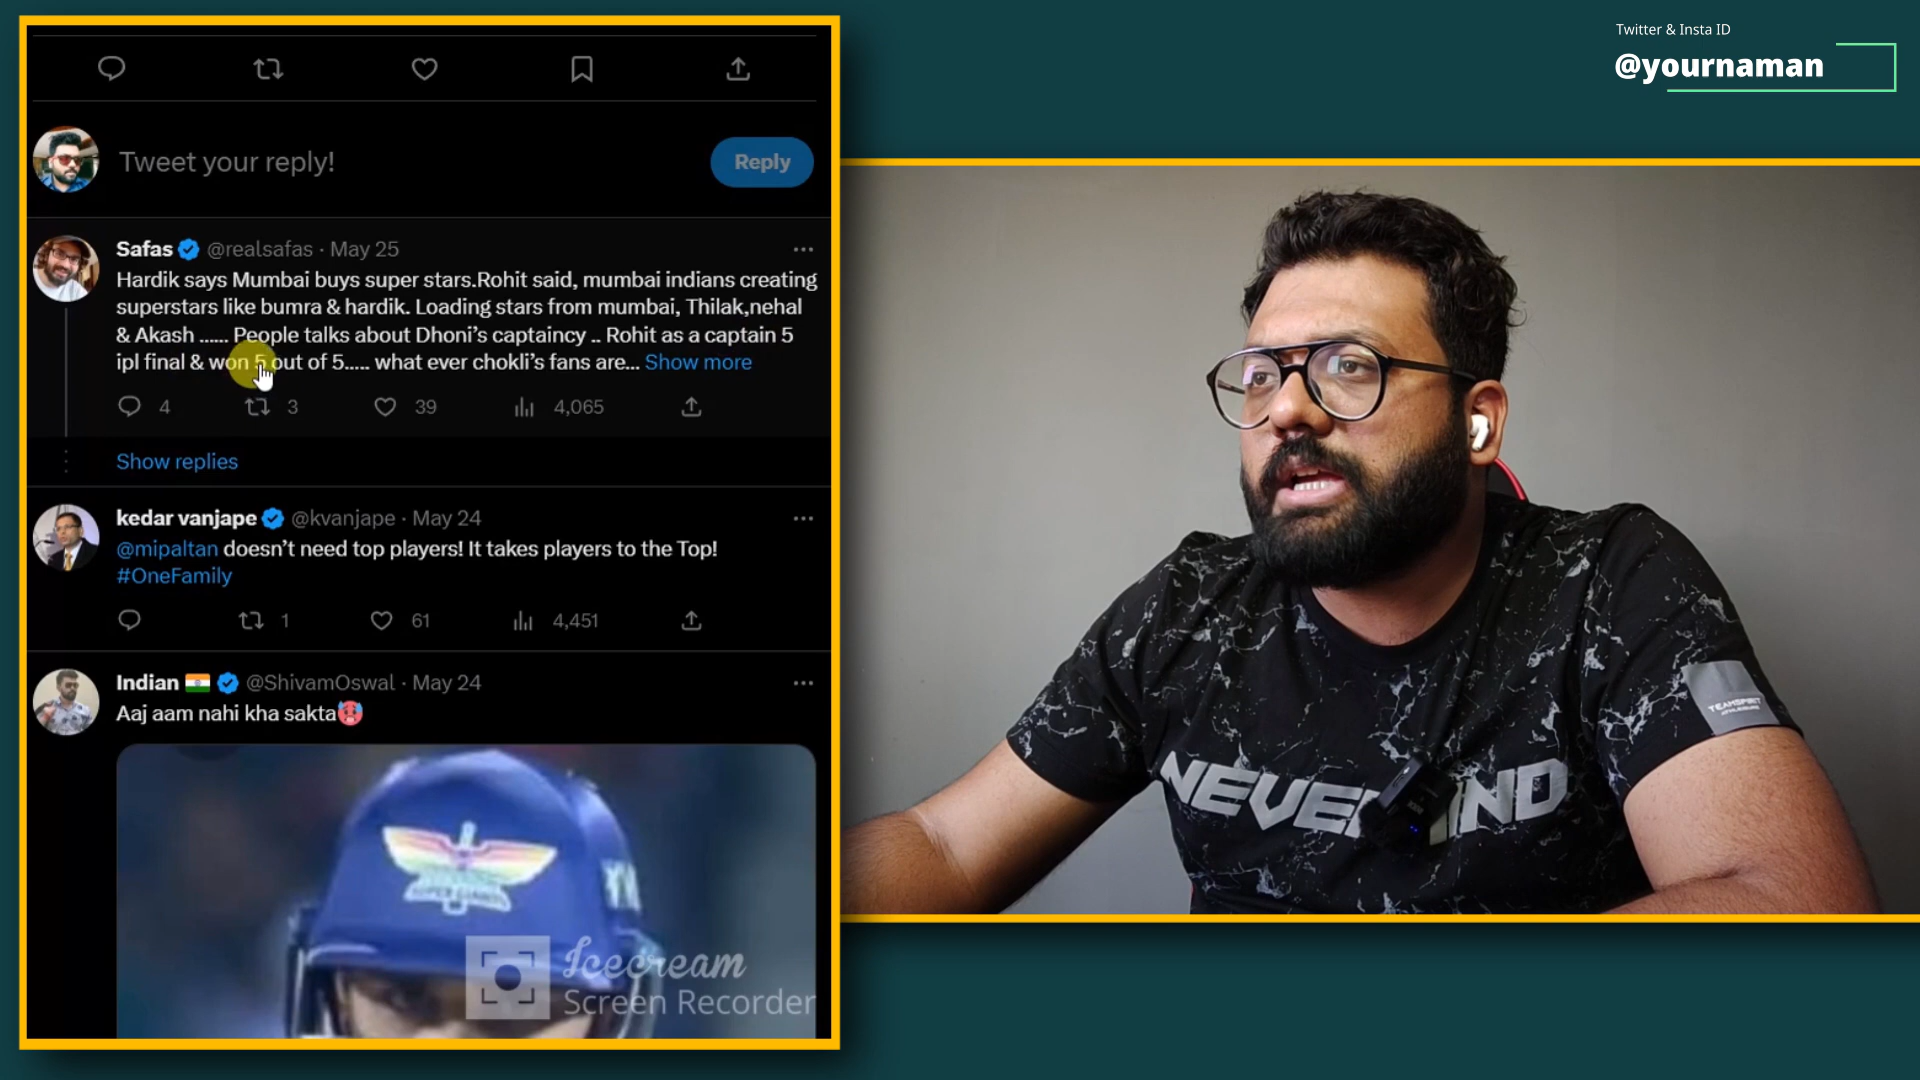 Twitter & Insta ID
@yournaman
Tweet your reply!
Reply
Safas @realsafas · May 25
Hardik says Mumbai buys super stars.Rohit said, mumbai indians creating
superstars like bumra & hardik. Loading stars from mumbai, Thilak,nehal
& Akash ...... People talks about Dhoni’s captaincy .. Rohit as a captain 5
ipl final & won 5 out of 5..... what ever chokli’s fans are... Show more
4 3 39 4,065
Show replies
kedar vanjape @kvanjape · May 24
@mipaltan doesn’t need top players! It takes players to the Top!
#OneFamily
1 61 4,451
Indian 🇮🇳 @ShivamOswal · May 24
Aaj aam nahi kha sakta🥵
SUPER GIANTS
Icecream
Screen Recorder
TEAMSPIRIT